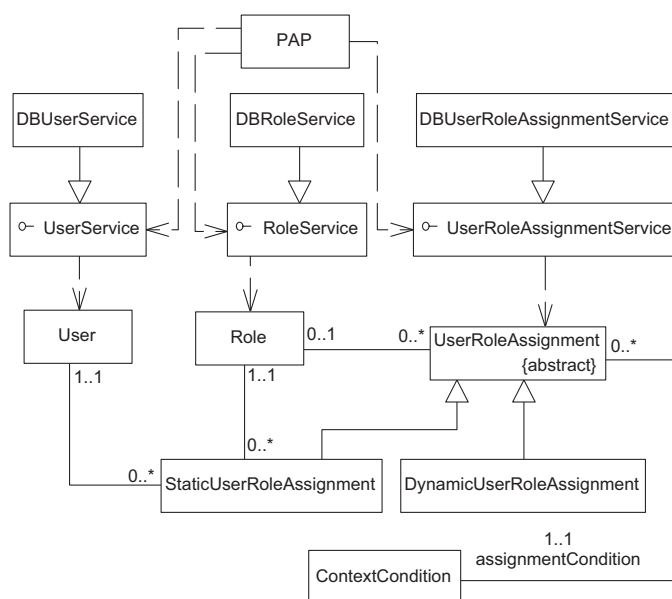 PAP
DBUserService
DBRoleService
DBUserRoleAssignmentService
UserService
RoleService
UserRoleAssignmentService
User
Role
0..1
0..*
UserRoleAssignment
{abstract}
0..*
1..1
1..1
0..*
0..*
StaticUserRoleAssignment
DynamicUserRoleAssignment
1..1
assignmentCondition
ContextCondition